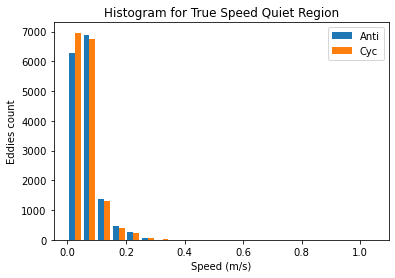 Histogram for True Speed Quiet Region
Anti
Cyc
Eddies count
7000
6000
5000
4000
3000
2000
1000
0
0.0 0.2 0.4 0.6 0.8 1.0
Speed (m/s)